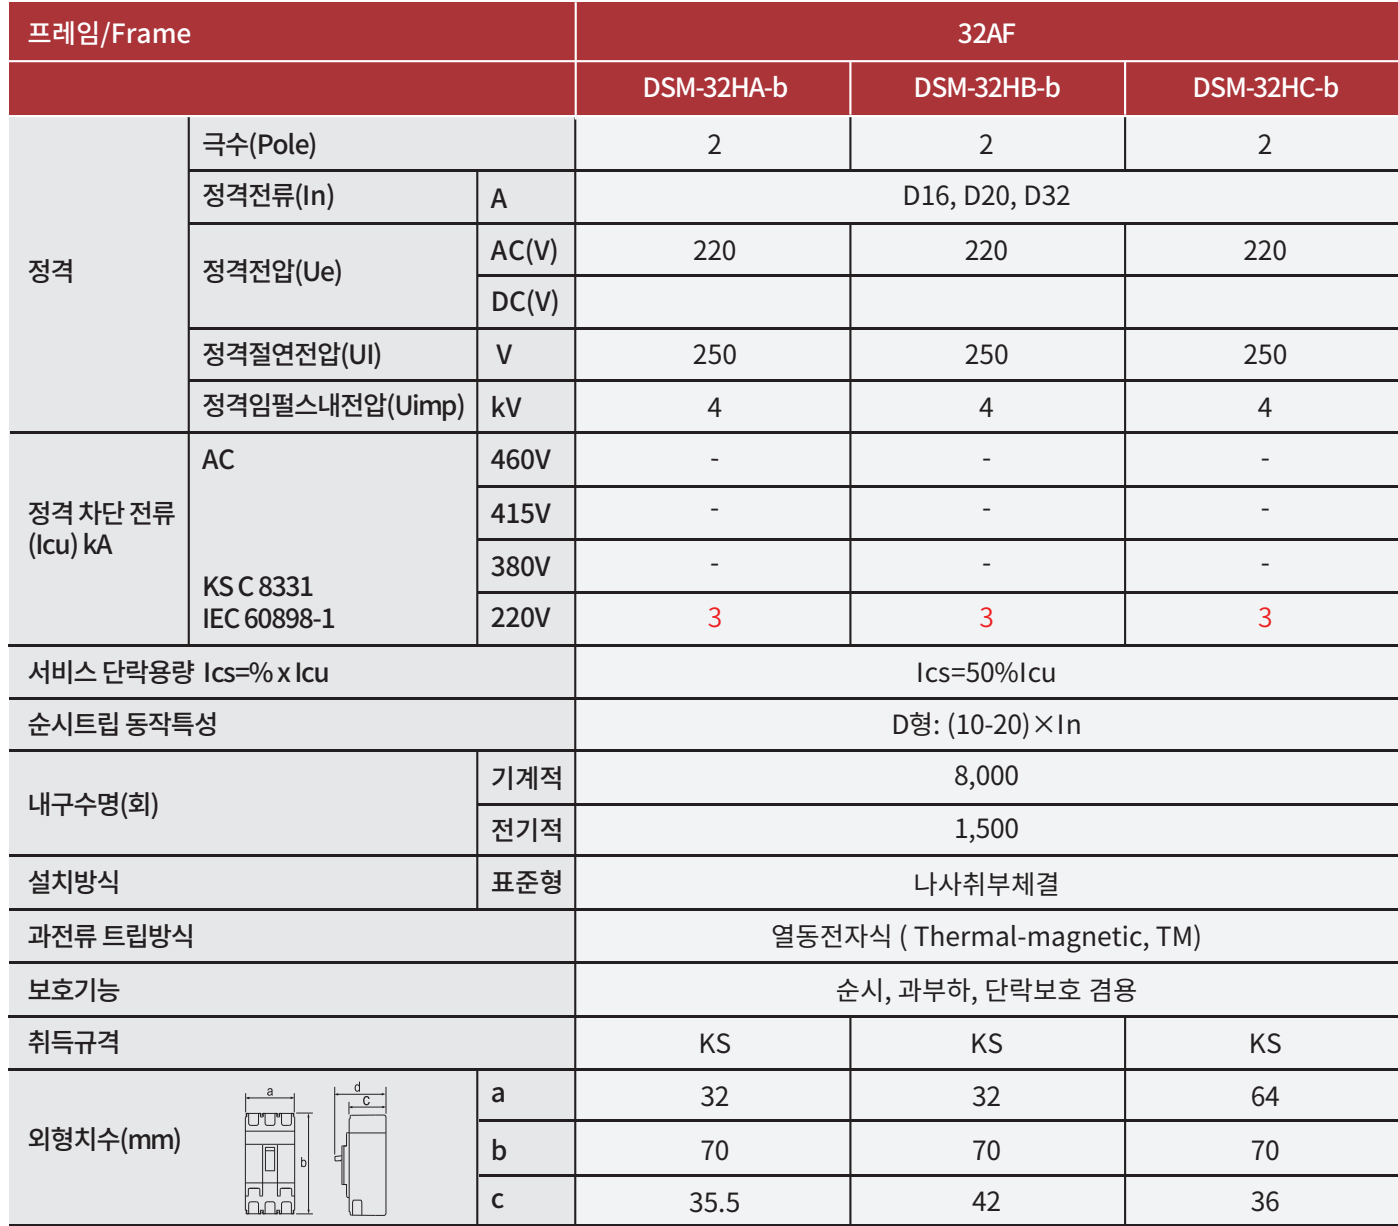 프레임/Frame 32AF
DSM-32HA-b DSM-32HB-b DSM-32HC-b
정격 극수(Pole) 2 2 2
정격전류(In) A D16, D20, D32
정격전압(Ue) AC(V) 220 220 220
DC(V)
정격절연전압(UI) V 250 250 250
정격임펄스내전압(Uimp) kV 4 4 4
정격 차단 전류
(Icu) kA
AC 460V - - -
415V - - -
380V - - -
KS C 8331
IEC 60898-1 220V 3 3 3
서비스 단락용량 Ics=% x Icu Ics=50%Icu
순시트립 동작특성 D형: (10-20)×In
내구수명(회) 기계적 8,000
전기적 1,500
설치방식 표준형 나사취부체결
과전류 트립방식 열동전자식 ( Thermal-magnetic, TM)
보호기능 순시, 과부하, 단락보호 겸용
취득규격 KS KS KS
외형치수(mm) a b c d
a 32 32 64
b 70 70 70
c 35.5 42 36